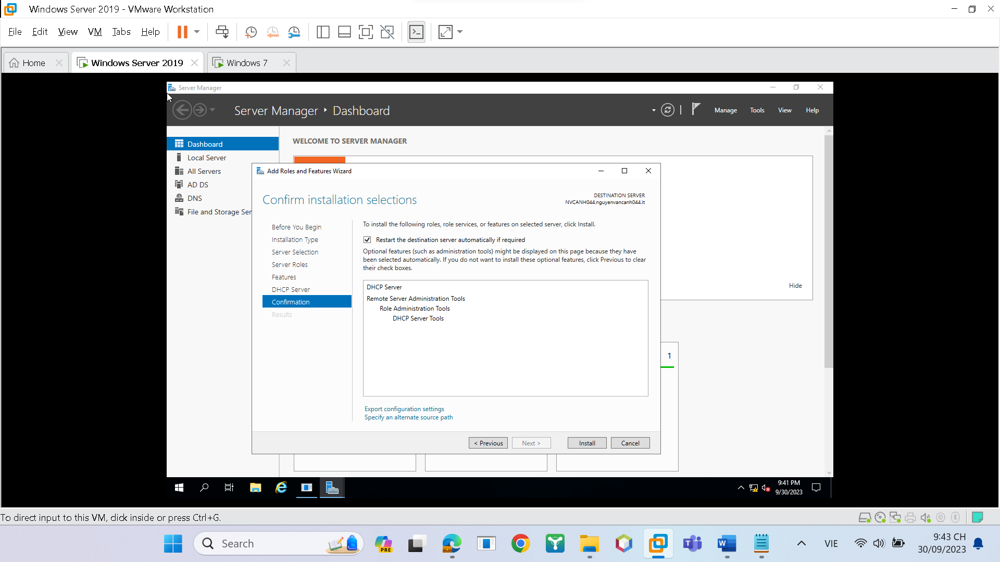 Windows Server 2019 - VMware Workstation
File Edit View VM Tabs Help
Home
Windows Server 2019
Windows 7
Server Manager
Server Manager
Dashboard
Manage
Tools
View
Help
Dashboard
Local Server
All Servers
AD DS
DNS
File and Storage Ser
WELCOME TO SERVER MANAGER
Hide
1
Add Roles and Features Wizard
Confirm installation selections
DESTINATION SERVER
NVCANH044.nguyenvancanh044.it
Before You Begin
Installation Type
Server Selection
Server Roles
Features
DHCP Server
Confirmation
Results
To install the following roles, role services, or features on selected server, click Install.
Restart the destination server automatically if required
Optional features (such as administration tools) might be displayed on this page because they have
been selected automatically. If you do not want to install these optional features, click Previous to clear
their check boxes.
DHCP Server
Remote Server Administration Tools
Role Administration Tools
DHCP Server Tools
Export configuration settings
Specify an alternate source path
< Previous
Next >
Install
Cancel
9:41 PM
9/30/2023
To direct input to this VM, click inside or press Ctrl+G.
Search
PRE
VIE
9:43 CH
30/09/2023